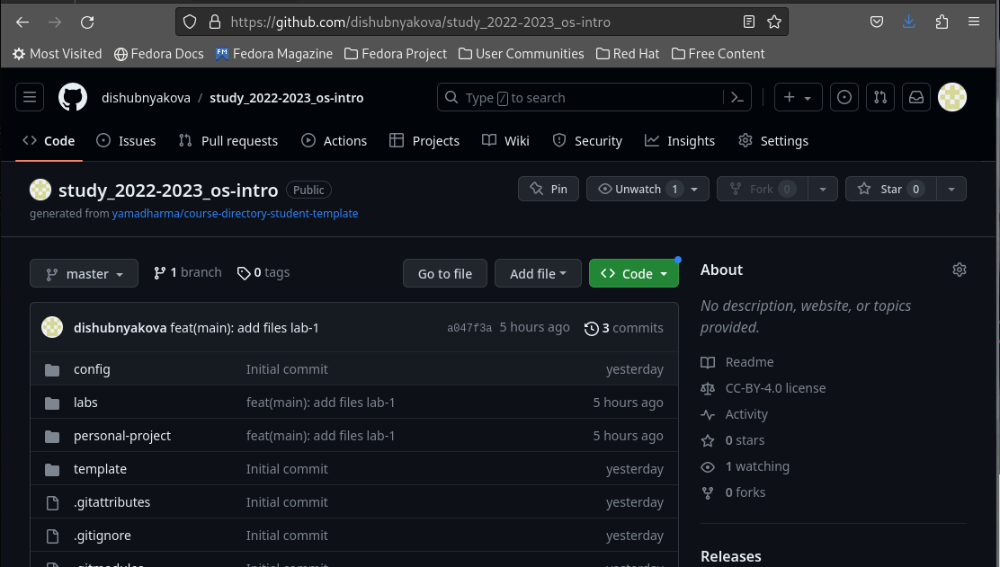 https://github.com/dishubnyakova/study_2022-2023_os-intro
Most Visited Fedora Docs Fedora Magazine Fedora Project User Communities Red Hat Free Content
dishubnyakova / study_2022-2023_os-intro Type / to search
Code Issues Pull requests Actions Projects Wiki Security Insights Settings
study_2022-2023_os-intro Public Pin Unwatch 1 Fork 0 Star 0
generated from yamadharma/course-directory-student-template
master 1 branch 0 tags Go to file Add file Code
dishubnyakova feat(main): add files lab-1 a047f3a 5 hours ago 3 commits
config Initial commit yesterday
labs feat(main): add files lab-1 5 hours ago
personal-project feat(main): add files lab-1 5 hours ago
template Initial commit yesterday
.gitattributes Initial commit yesterday
.gitignore Initial commit yesterday
.gitmodules Initial commit yesterday
About
No description, website, or topics
provided.
Readme
CC-BY-4.0 license
Activity
0 stars
1 watching
0 forks
Releases